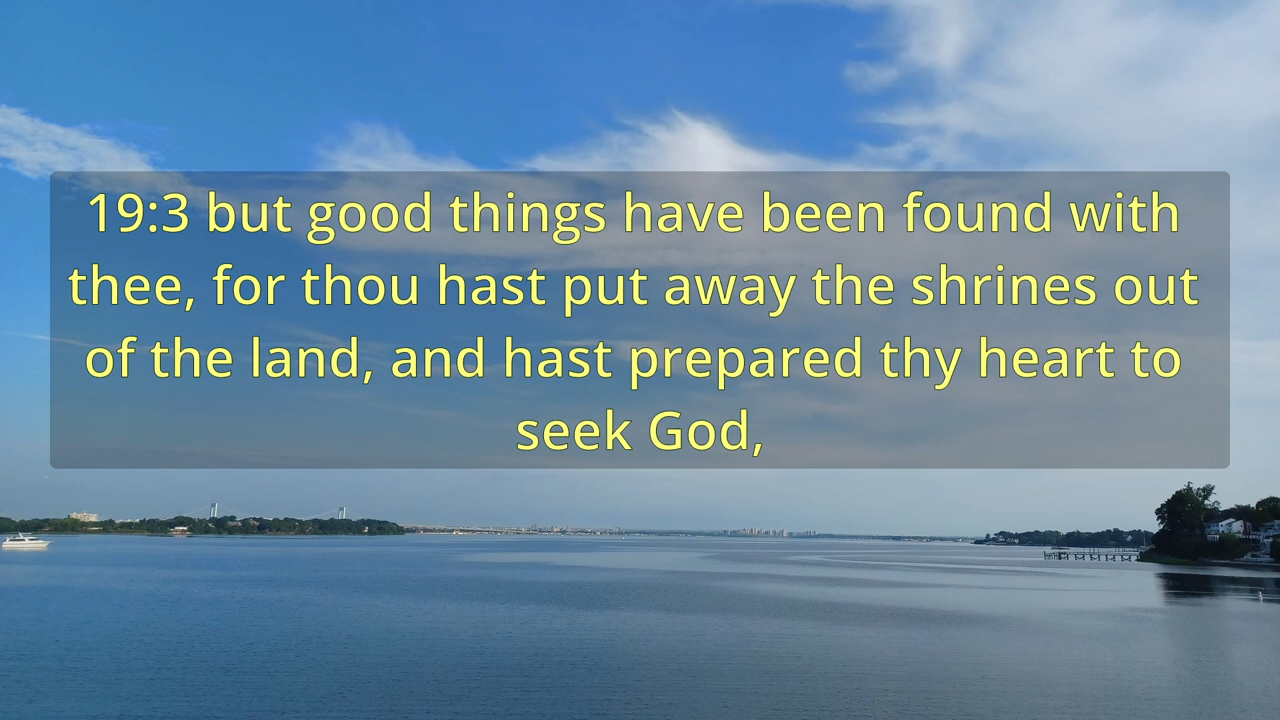 19:3 but good things have been found with
thee, for thou hast put away the shrines out
of the land, and hast prepared thy heart to
seek God,